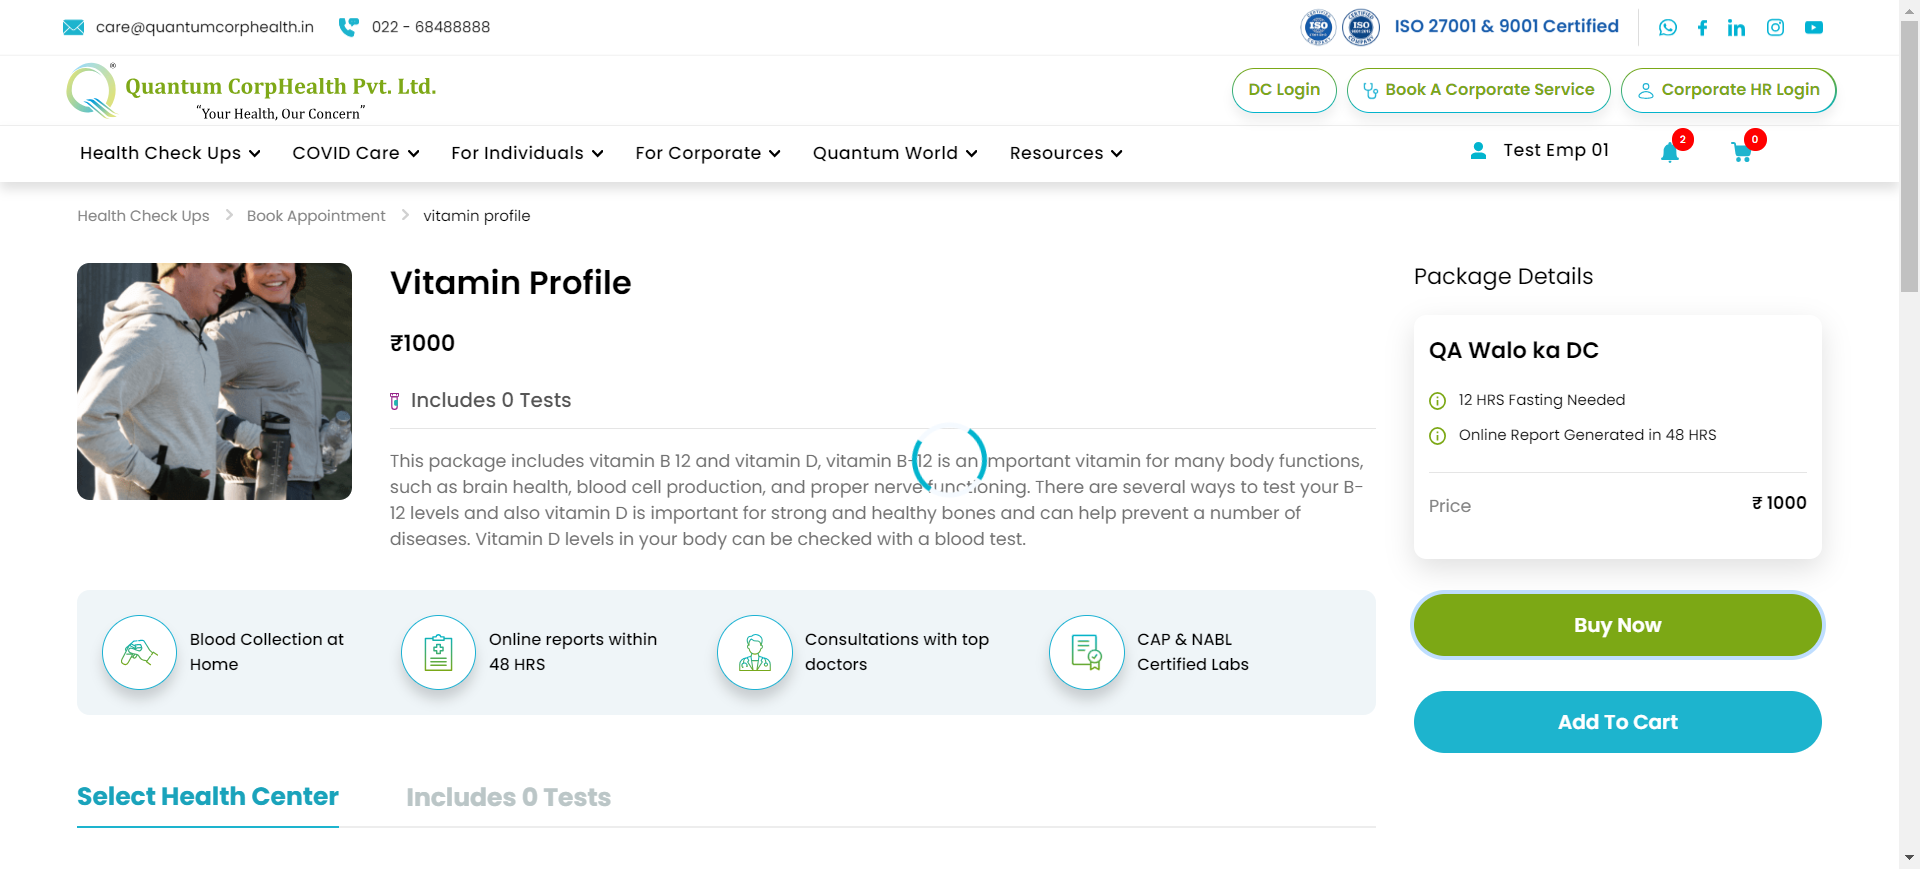 care@quantumcorphealth.in
022 - 68488888
ISO 27001 & 9001 Certified
Quantum CorpHealth Pvt. Ltd.
“Your Health, Our Concern”
DC Login
Book A Corporate Service
Corporate HR Login
Health Check Ups
COVID Care
For Individuals
For Corporate
Quantum World
Resources
Test Emp 01
2
0
Health Check Ups
Book Appointment
vitamin profile
Vitamin Profile
₹1000
Includes 0 Tests
This package includes vitamin B 12 and vitamin D, vitamin B-12 is an important vitamin for many body functions,
such as brain health, blood cell production, and proper nerve functioning. There are several ways to test your B-
12 levels and also vitamin D is important for strong and healthy bones and can help prevent a number of
diseases. Vitamin D levels in your body can be checked with a blood test.
Package Details
QA Walo ka DC
12 HRS Fasting Needed
Online Report Generated in 48 HRS
Price
₹ 1000
Buy Now
Add To Cart
Blood Collection at
Home
Online reports within
48 HRS
Consultations with top
doctors
CAP & NABL
Certified Labs
Select Health Center
Includes 0 Tests